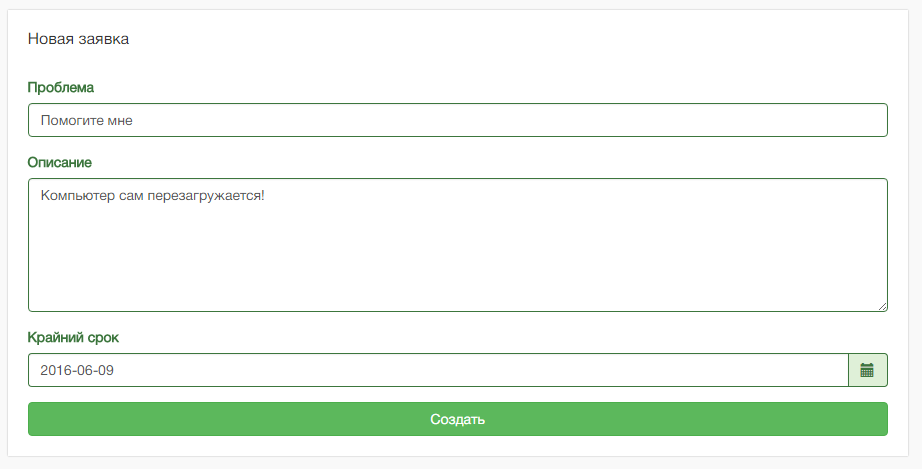 Новая заявка
Проблема
Помогите мне
Описание
Компьютер сам перезагружается!
Крайний срок
2016-06-09
Создать